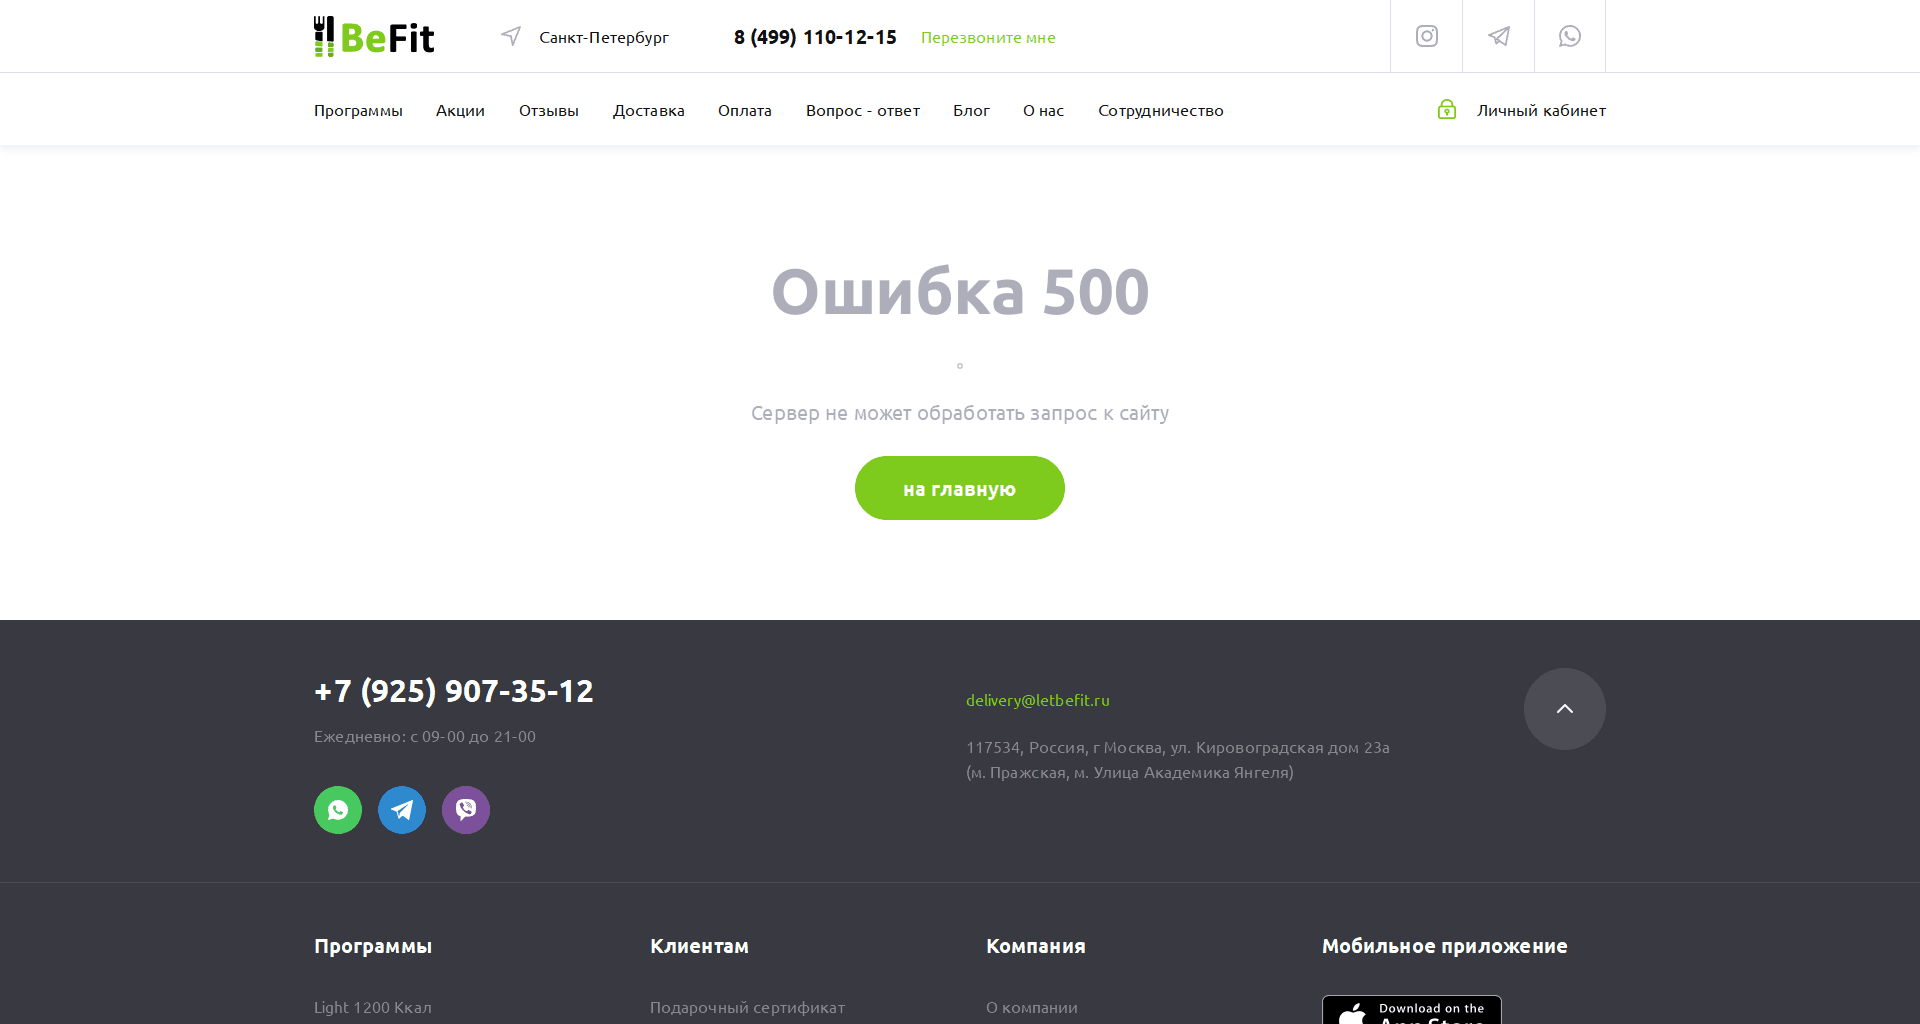 BeFit
Санкт-Петербург
8 (499) 110-12-15
Перезвоните мне
Программы
Акции
Отзывы
Доставка
Оплата
Вопрос - ответ
Блог
О нас
Сотрудничество
Личный кабинет
Ошибка 500
Сервер не может обработать запрос к сайту
на главную
+7 (925) 907-35-12
Ежедневно: с 09-00 до 21-00
delivery@letbefit.ru
117534, Россия, г Москва, ул. Кировоградская дом 23а
(м. Пражская, м. Улица Академика Янгеля)
Программы
Light 1200 Ккал
Клиентам
Подарочный сертификат
Компания
О компании
Мобильное приложение
Download on the
App Store